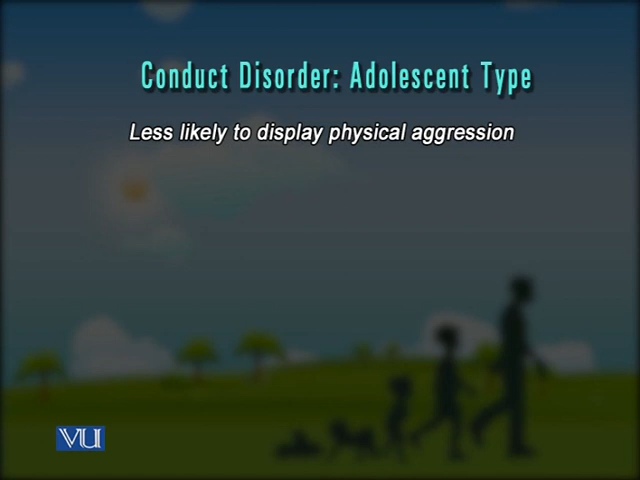 Conduct Disorder: Adolescent Type
Less likely to display physical aggression
VU